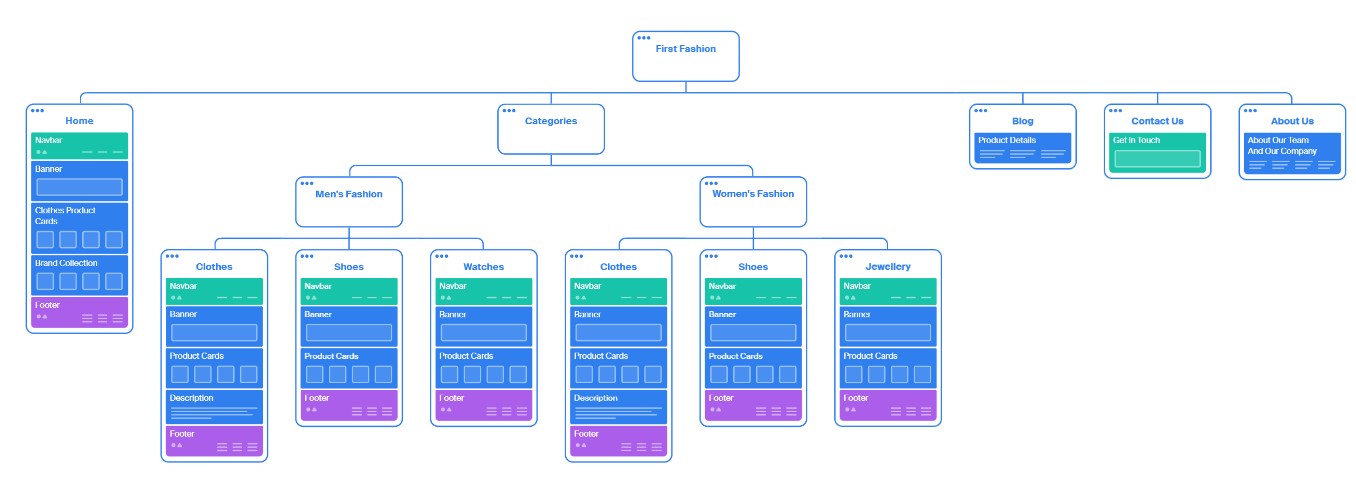 First Fashion
Home
Navbar
Banner
Clothes Product
Cards
Brand Collection
Footer
Categories
Men's Fashion
Clothes
Navbar
Banner
Product Cards
Description
Footer
Shoes
Navbar
Banner
Product Cards
Footer
Watches
Navbar
Banner
Product Cards
Footer
Women's Fashion
Clothes
Navbar
Banner
Product Cards
Description
Footer
Shoes
Navbar
Banner
Product Cards
Footer
Jewellery
Navbar
Banner
Product Cards
Footer
Blog
Product Details
Contact Us
Get in Touch
About Us
About Our Team
And Our Company